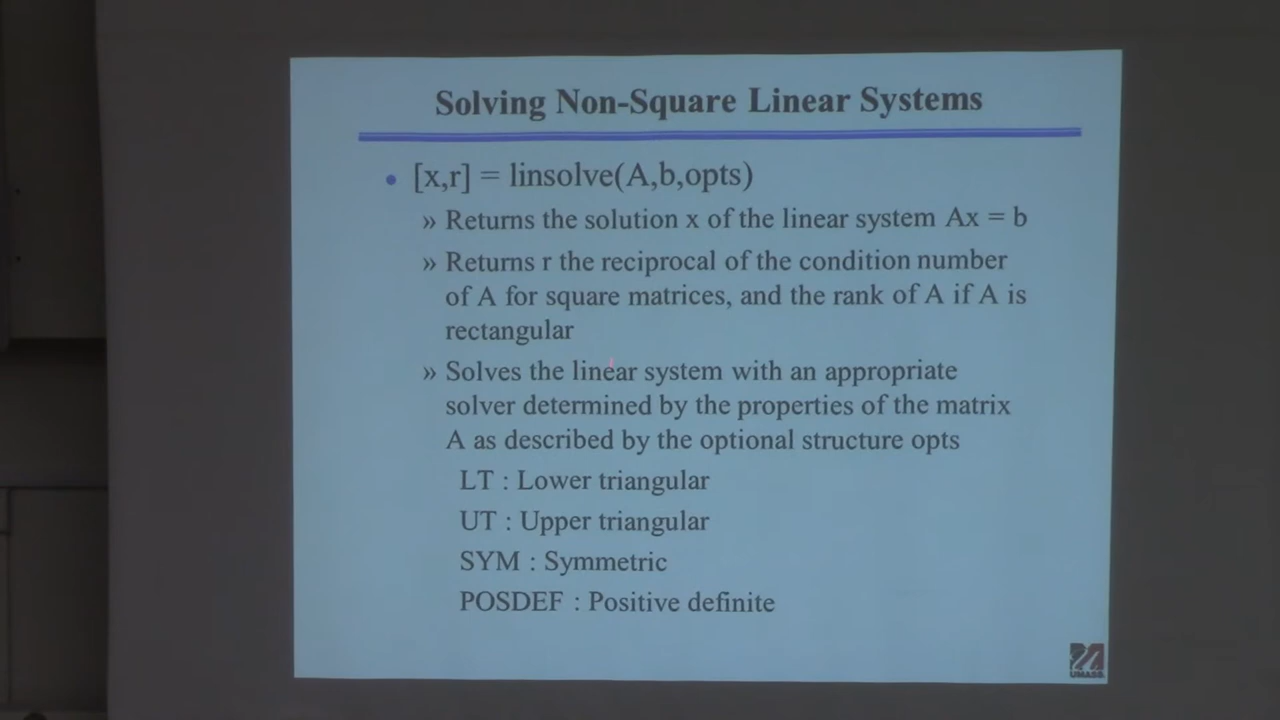 Solving Non-Square Linear Systems
• [x,r] = linsolve(A,b,opts)
» Returns the solution x of the linear system Ax = b
» Returns r the reciprocal of the condition number
of A for square matrices, and the rank of A if A is
rectangular
» Solves the linear system with an appropriate
solver determined by the properties of the matrix
A as described by the optional structure opts
LT : Lower triangular
UT : Upper triangular
SYM : Symmetric
POSDEF : Positive definite
UMASS